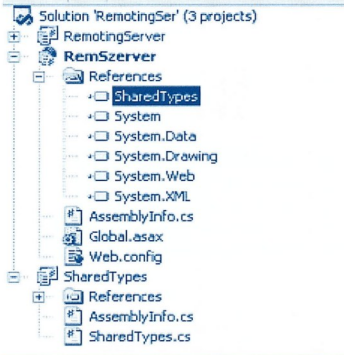 Solution 'RemotingSer' (3 projects)
RemotingServer
RemSzerver
References
SharedTypes
System
System.Data
System.Drawing
System.Web
System.XML
AssemblyInfo.cs
Global.asax
Web.config
SharedTypes
References
AssemblyInfo.cs
SharedTypes.cs